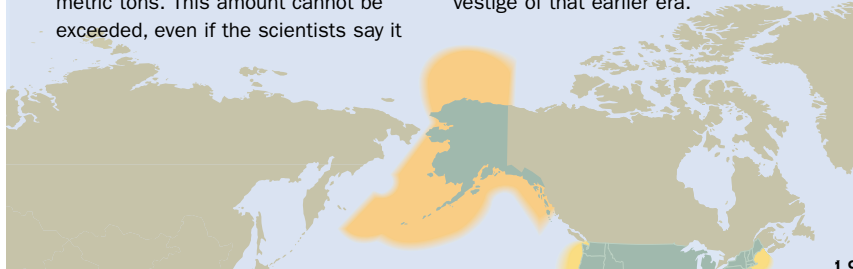 metric tons. This amount cannot be
exceeded, even if the scientists say it
vestige of that earlier era.